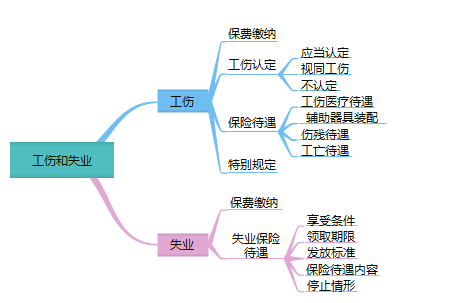 工伤和失业
工伤
保费缴纳
工伤认定
应当认定
视同工伤
不认定
保险待遇
工伤医疗待遇
辅助器具装配
伤残待遇
工亡待遇
特别规定
失业
保费缴纳
失业保险
待遇
享受条件
领取期限
发放标准
保险待遇内容
停止情形